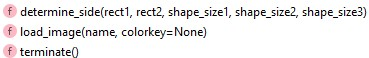 f determine_side(rect1, rect2, shape_size1, shape_size2, shape_size3)
f load_image(name, colorkey=None)
f terminate()